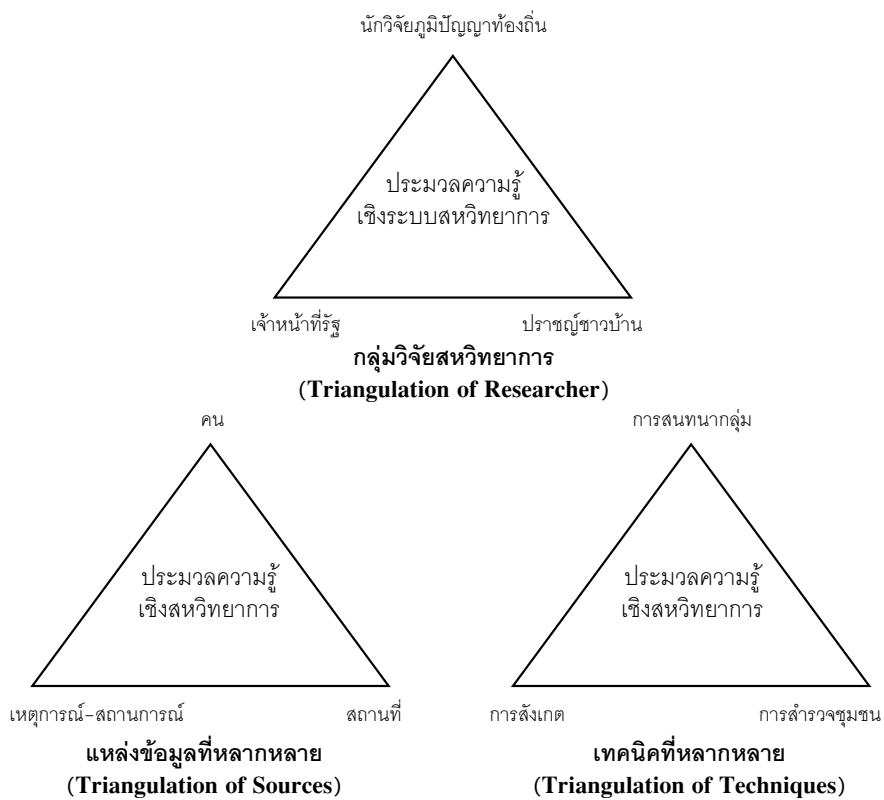 นักวิจัยภูมิปัญญาท้องถิ่น
ประมวลความรู้
เชิงระบบสหวิทยาการ
เจ้าหน้าที่รัฐ ปราชญ์ชาวบ้าน
กลุ่มวิจัยสหวิทยาการ
(Triangulation of Researcher)
คน
ประมวลความรู้
เชิงสหวิทยาการ
เหตุการณ์-สถานการณ์ สถานที่
แหล่งข้อมูลที่หลากหลาย
(Triangulation of Sources)
การสนทนากลุ่ม
ประมวลความรู้
เชิงสหวิทยาการ
การสังเกต การสำรวจชุมชน
เทคนิคที่หลากหลาย
(Triangulation of Techniques)